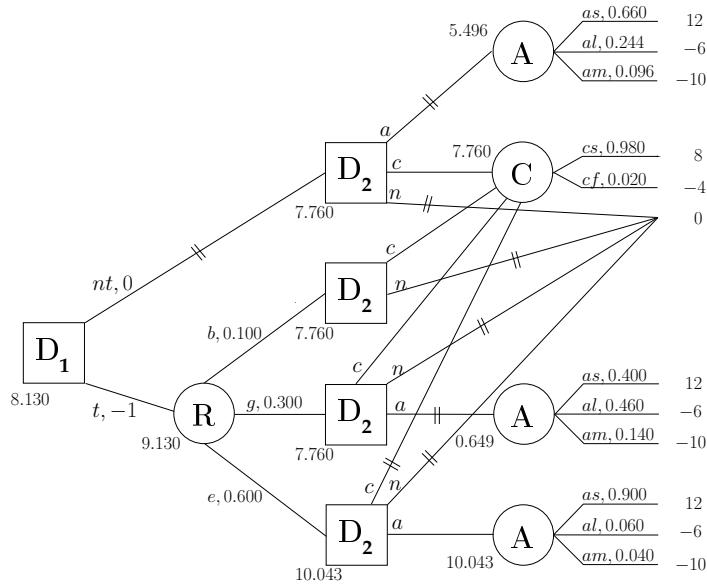 as, 0.660 12
5.496
A
al, 0.244 −6
am, 0.096 −10
a
D₂
c
n
7.760
7.760
C
cs, 0.980 8
cf, 0.020 −4
0
nt, 0
c
D₂
n
7.760
b, 0.100
D₁
8.130
t, −1
R
9.130
g, 0.300
c
n
D₂
a
7.760
0.649
A
as, 0.400 12
al, 0.460 −6
am, 0.140 −10
e, 0.600
c
n
D₂
a
10.043
10.043
A
as, 0.900 12
al, 0.060 −6
am, 0.040 −10